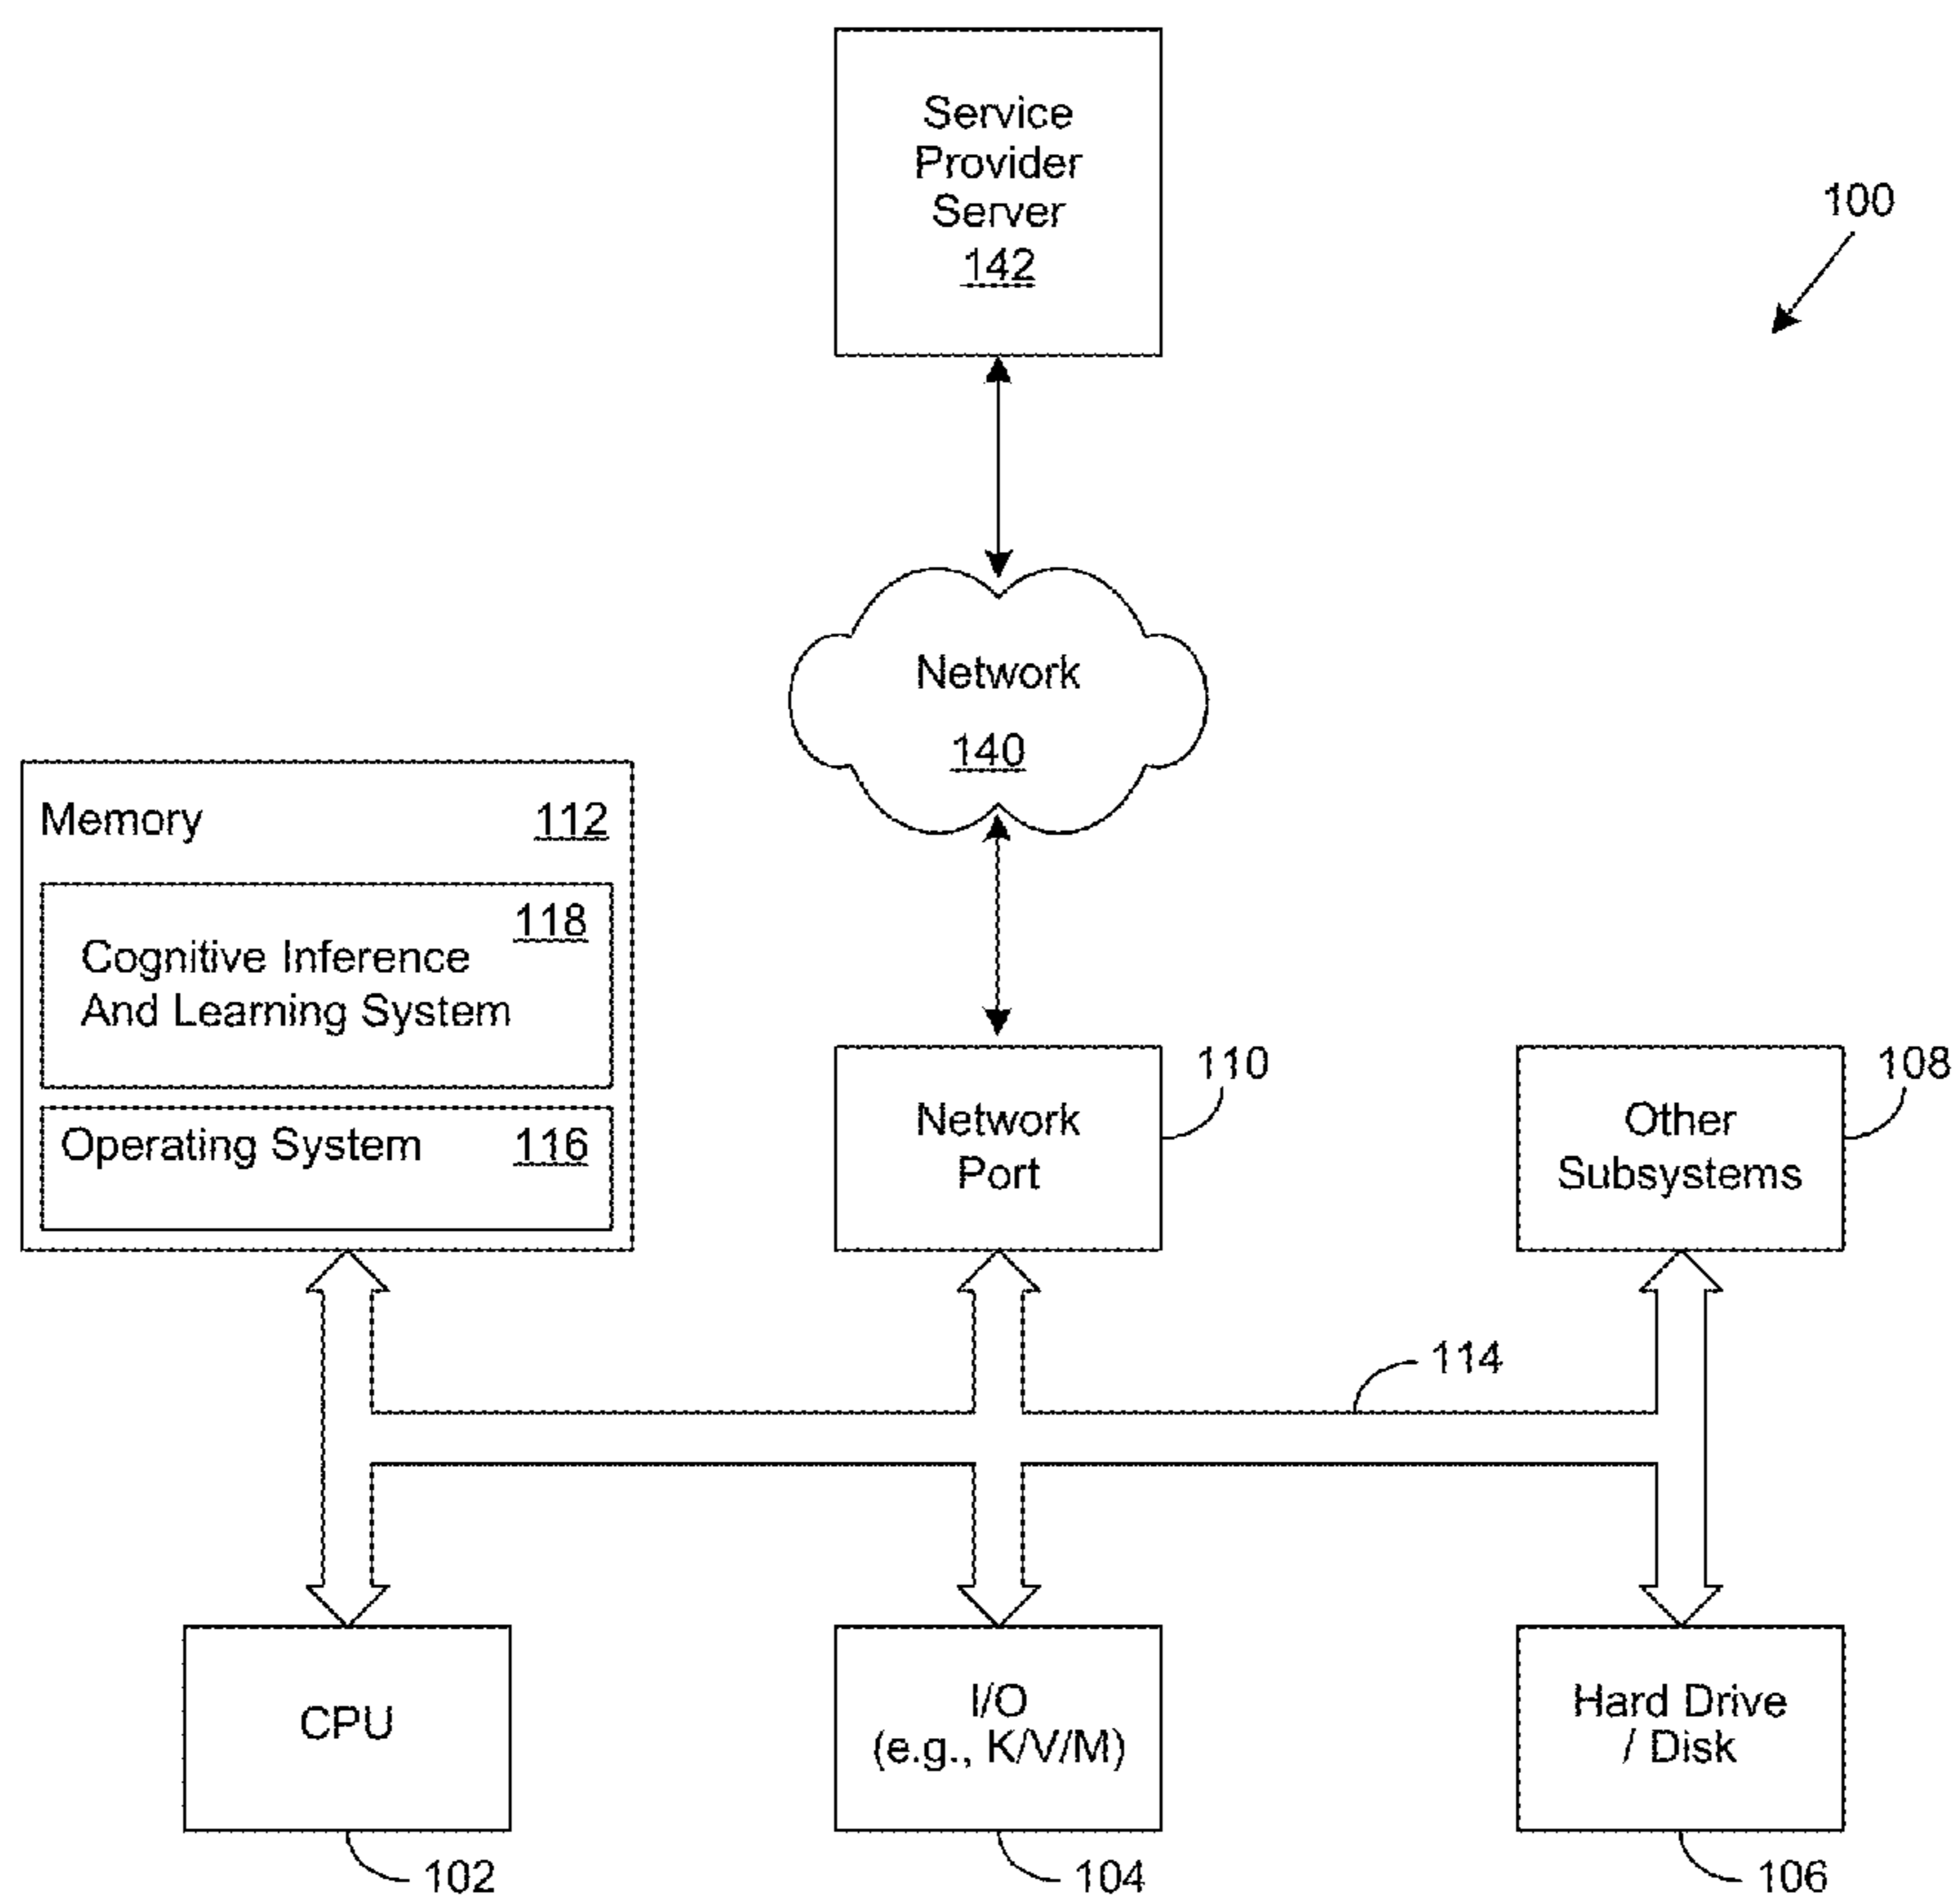 Service
Provider
Server
142
100
Network
140
Memory 112
118
Cognitive Inference
And Learning System
Operating System 116
Network
Port
110
Other
Subsystems
108
114
CPU
102
I/O
(e.g., K/V/M)
104
Hard Drive
/ Disk
106